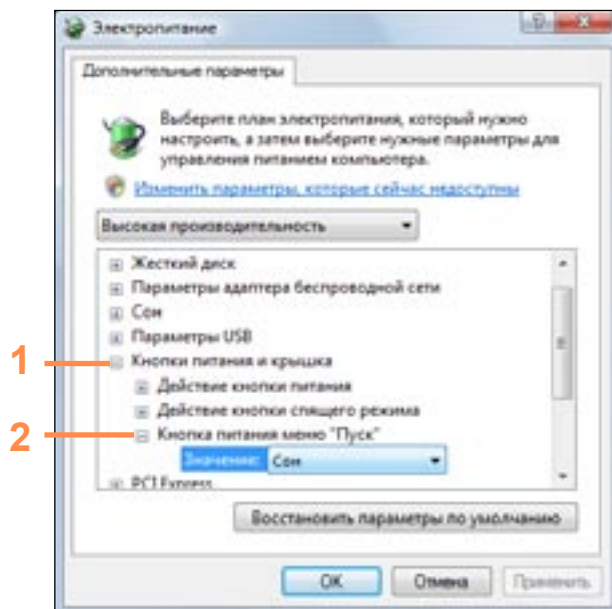 Электропитание
Дополнительные параметры
Выберите план электропитания, который нужно
настроить, а затем выберите нужные параметры для
управления питанием компьютера.
Изменить параметры, которые сейчас недоступны
Высокая производительность
Жесткий диск
Параметры адаптера беспроводной сети
Сон
Параметры USB
1 Кнопки питания и крышка
Действие кнопки питания
Действие кнопки спящего режима
2 Кнопка питания меню "Пуск"
Значение: Сон
PCI Express
Восстановить параметры по умолчанию
ОК Отмена Применить